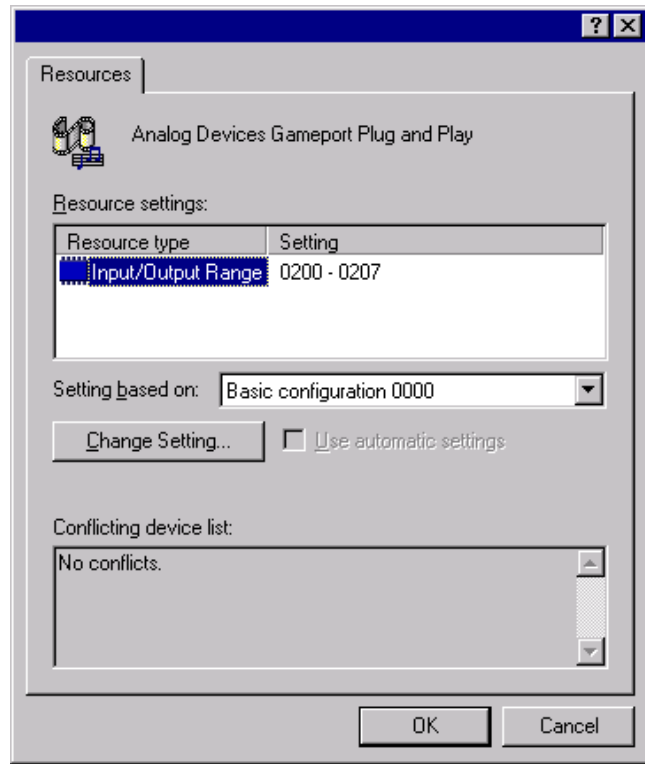 Resources
Analog Devices Gameport Plug and Play
Resource settings:
Resource type Setting
Input/Output Range 0200 - 0207
Setting based on: Basic configuration 0000
Change Setting... Use automatic settings
Conflicting device list:
No conflicts.
OK Cancel